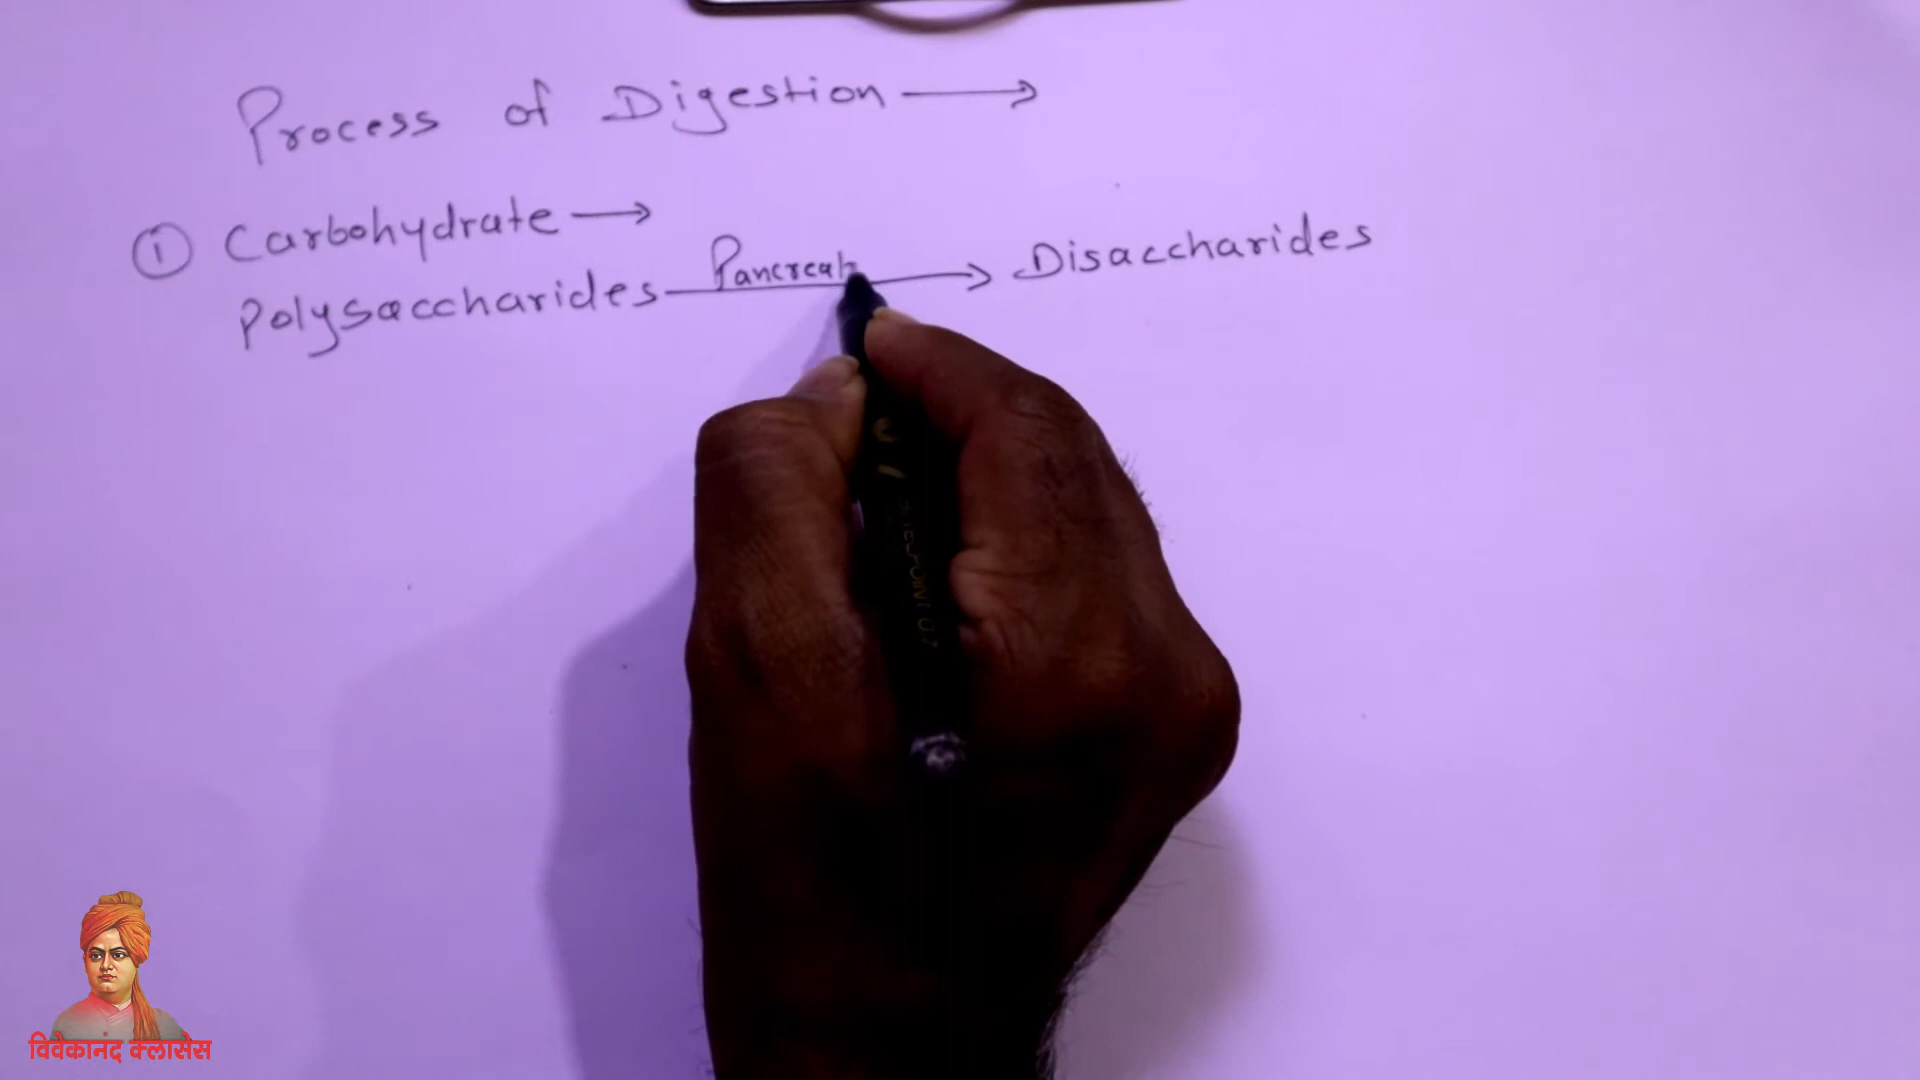 Process of Digestion →
① Carbohydrate →
Pancreat
Polysaccharides → Disaccharides
विवेकानंद क्लासेस